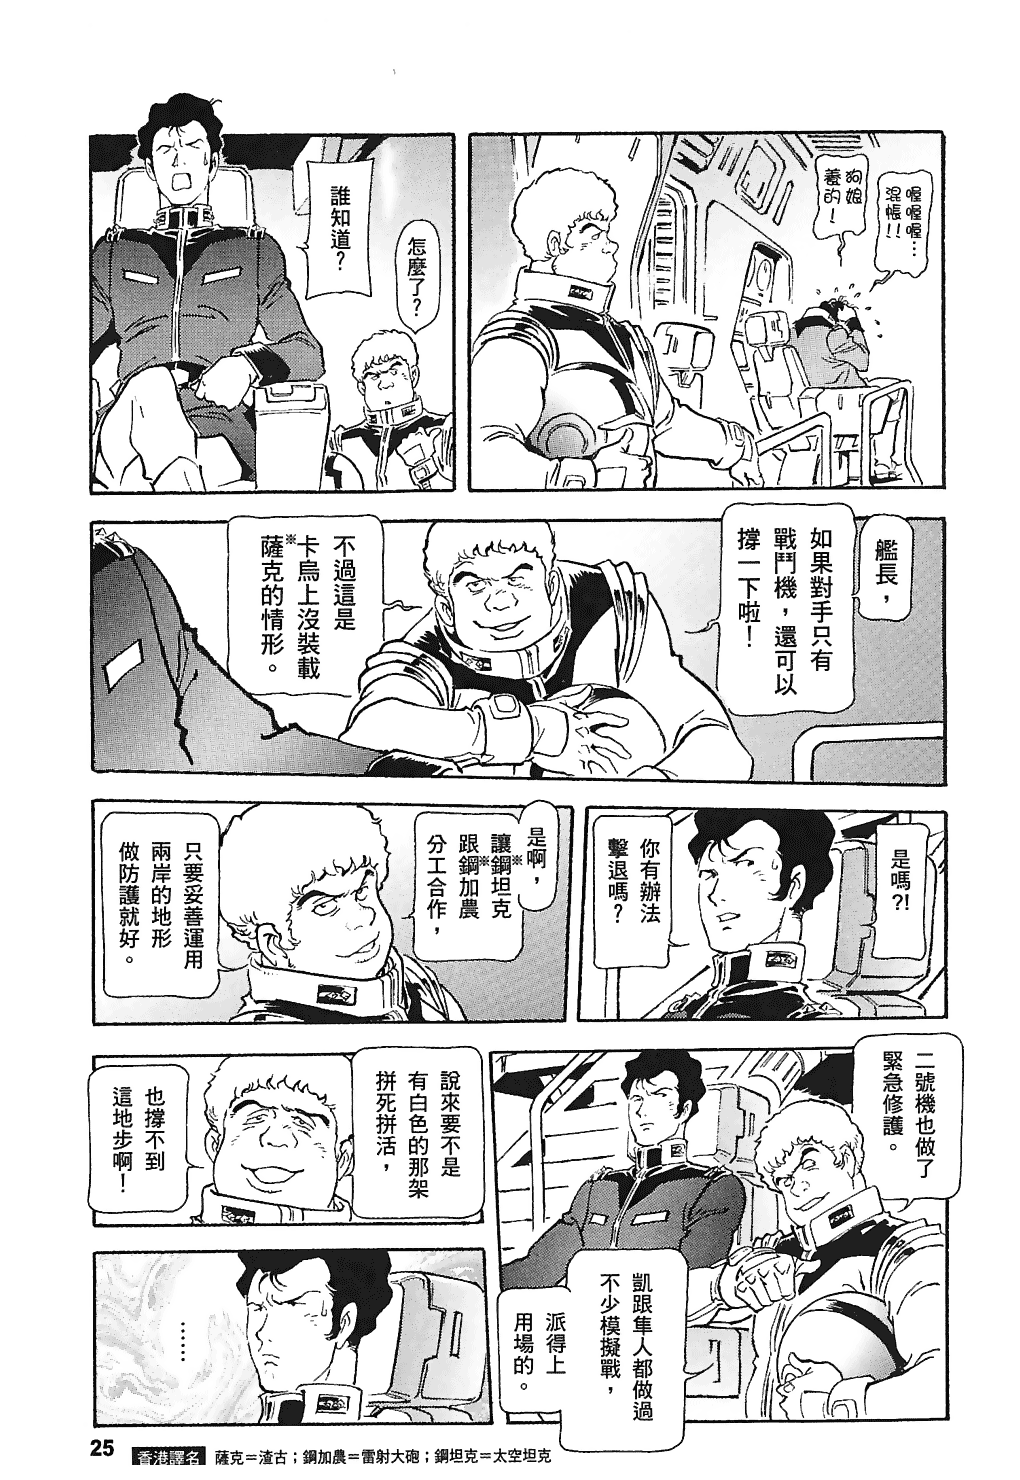 喔喔喔…
混帳!!
狗娘
養的！
怎麼了？
誰知道？
艦長，
如果對手只有
戰鬥機，還可以
撐一下啦！
不過這是
卡烏上沒裝載
※薩克的情形。
是嗎?!
你有辦法
擊退嗎？
是啊，
讓※鋼坦克
跟※鋼加農
分工合作，
只要妥善運用
兩岸的地形
做防護就好。
二號機也做了
緊急修護。
凱跟隼人都做過
不少模擬戰，
派得上
用場的。
說來要不是
有白色的那架
拼死拼活，
也撐不到
這地步啊！
……
25
香港譯名 薩克＝渣古；鋼加農＝雷射大砲；鋼坦克＝太空坦克